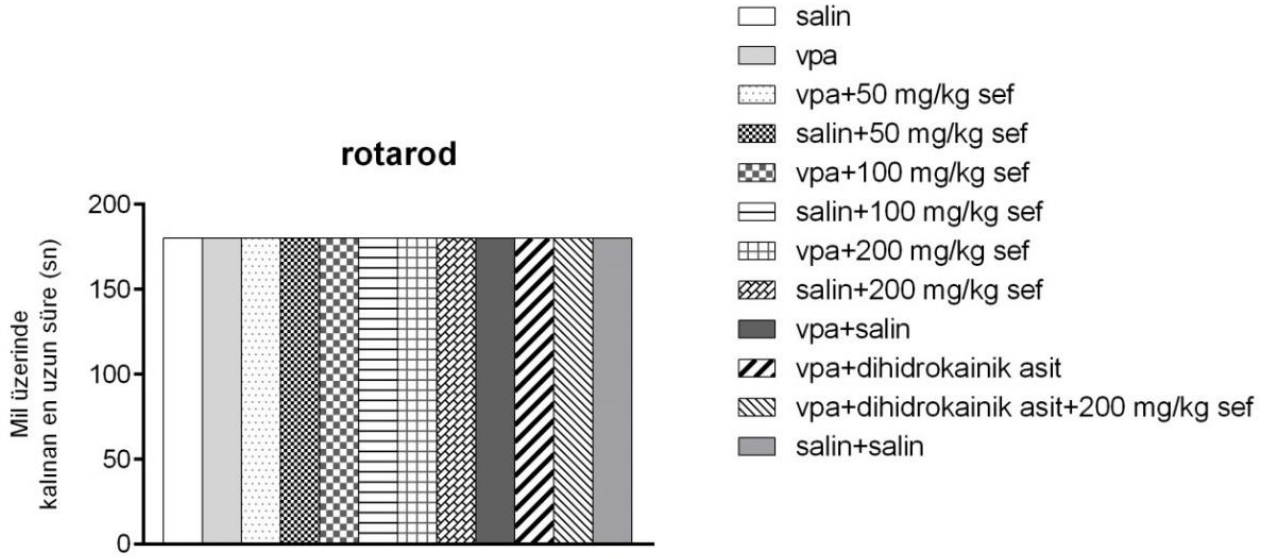 rotarod
Mil üzerinde
kalınan en uzun süre (sn)
200
150
100
50
0
salin
vpa
vpa+50 mg/kg sef
salin+50 mg/kg sef
vpa+100 mg/kg sef
salin+100 mg/kg sef
vpa+200 mg/kg sef
salin+200 mg/kg sef
vpa+salin
vpa+dihidrokainik asit
vpa+dihidrokainik asit+200 mg/kg sef
salin+salin